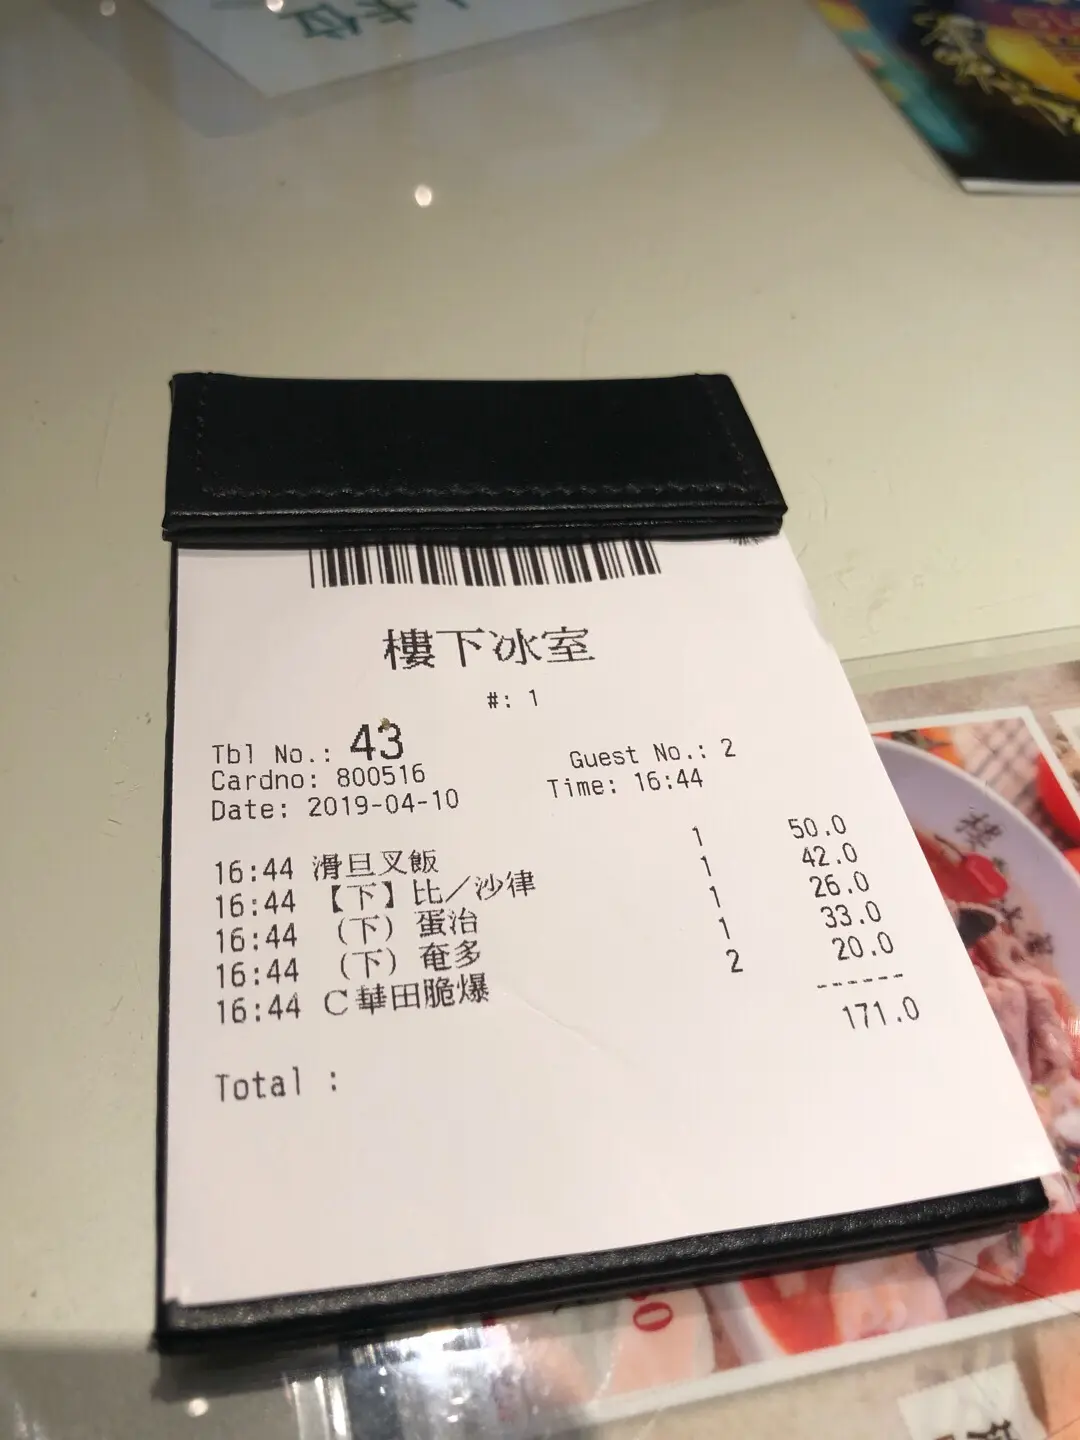 樓下冰室
#: 1
Tbl No.: 43 Guest No.: 2
Cardno: 800516 Time: 16:44
Date: 2019-04-10
16:44 滑旦叉飯 1 50.0
16:44 【下】比／沙律 1 42.0
16:44 （下）蛋治 1 26.0
16:44 （下）奄多 1 33.0
16:44 C華田脆爆 2 20.0
------
171.0
Total :